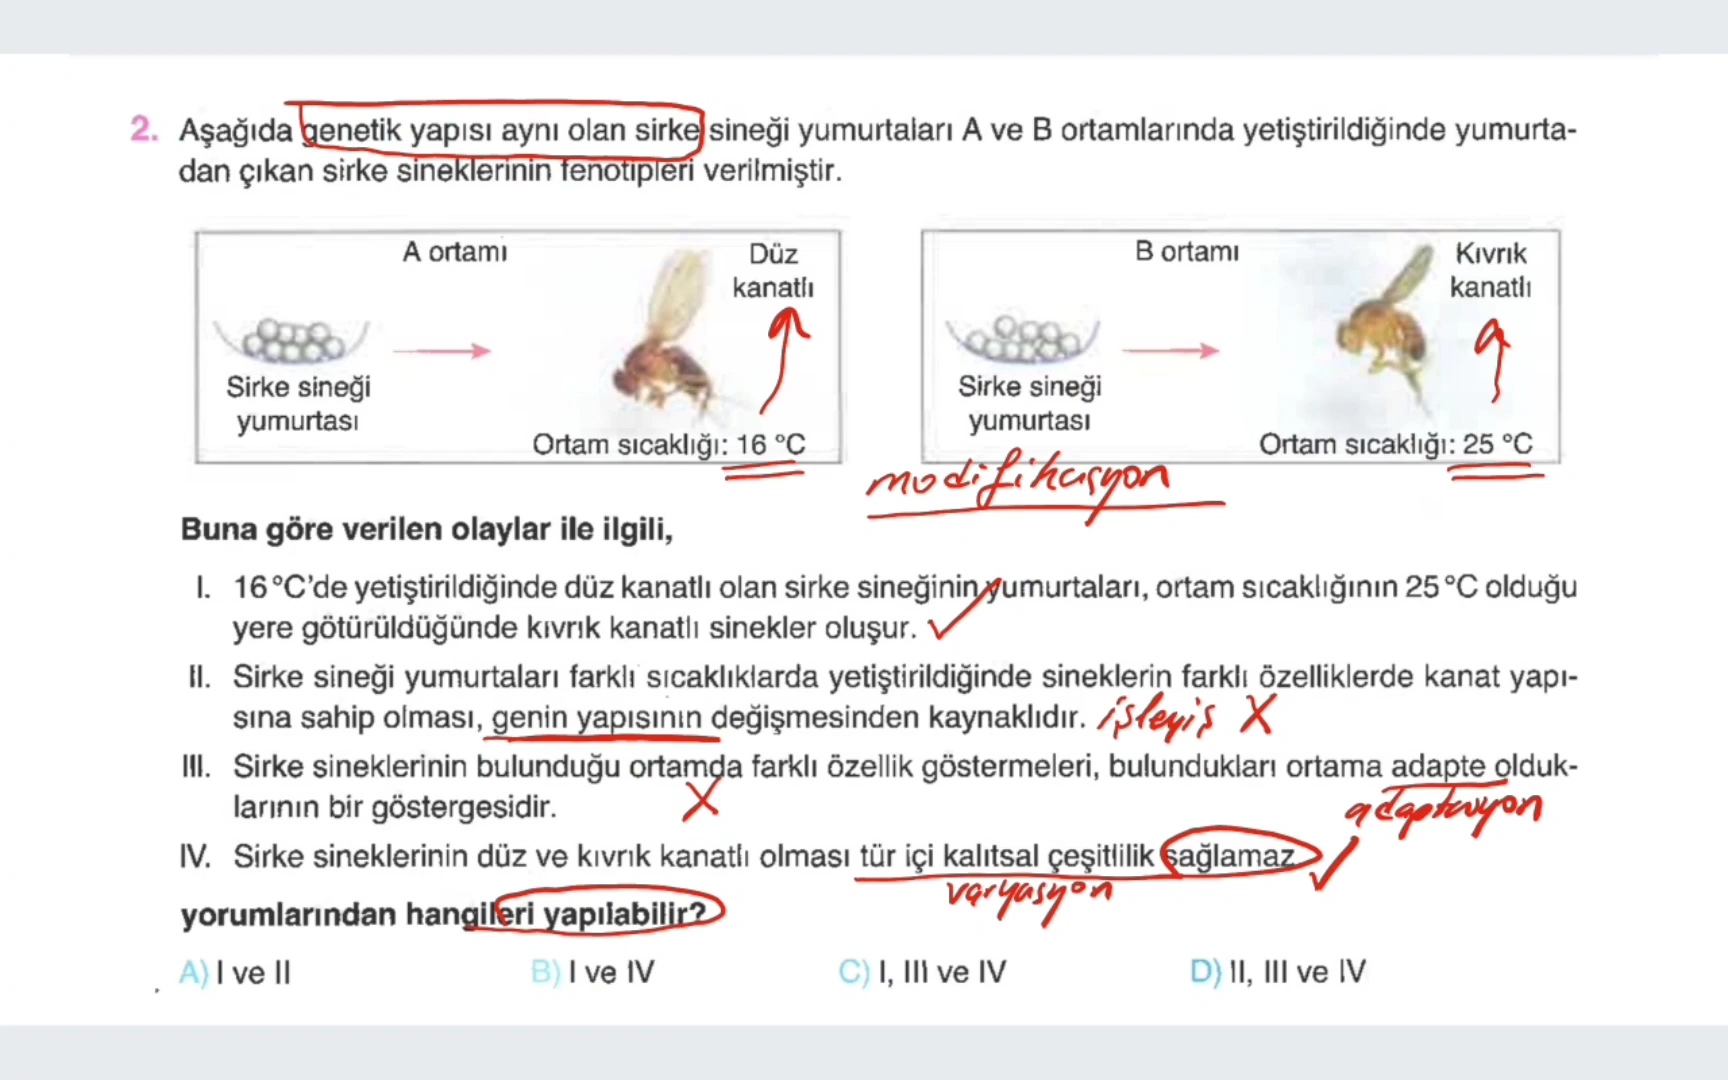 2. Aşağıda genetik yapısı aynı olan sirke sineği yumurtaları A ve B ortamlarında yetiştirildiğinde yumurta-
dan çıkan sirke sineklerinin fenotipleri verilmiştir.
A ortamı
Düz
kanatlı
Sirke sineği
yumurtası
Ortam sıcaklığı: 16 °C
B ortamı
Kıvrık
kanatlı
Sirke sineği
yumurtası
Ortam sıcaklığı: 25 °C
modifikasyon
Buna göre verilen olaylar ile ilgili,
I. 16 °C'de yetiştirildiğinde düz kanatlı olan sirke sineğinin yumurtaları, ortam sıcaklığının 25 °C olduğu
yere götürüldüğünde kıvrık kanatlı sinekler oluşur.
II. Sirke sineği yumurtaları farklı sıcaklıklarda yetiştirildiğinde sineklerin farklı özelliklerde kanat yapı-
sına sahip olması, genin yapısının değişmesinden kaynaklıdır. işleyiş X
III. Sirke sineklerinin bulunduğu ortamda farklı özellik göstermeleri, bulundukları ortama adapte olduk-
larının bir göstergesidir. X
adaptasyon
IV. Sirke sineklerinin düz ve kıvrık kanatlı olması tür içi kalıtsal çeşitlilik sağlamaz
varyasyon
yorumlarından hangileri yapılabilir?
A) I ve II
B) I ve IV
C) I, III ve IV
D) II, III ve IV